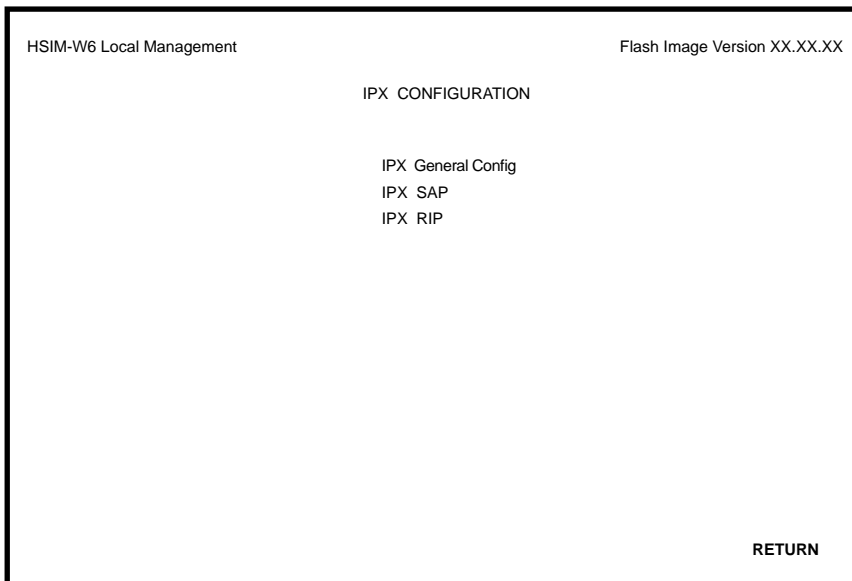 HSIM-W6 Local Management Flash Image Version XX.XX.XX
IPX CONFIGURATION
IPX General Config
IPX SAP
IPX RIP
RETURN